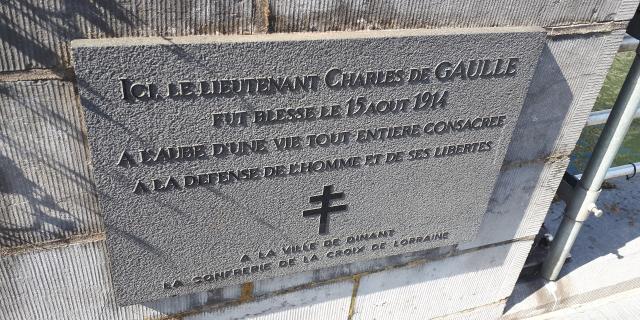 ICI, LE LIEUTENANT CHARLES DE GAULLE
FUT BLESSE LE 15 AOUT 1914
A L'AUBE D'UNE VIE TOUT ENTIERE CONSACREE
A LA DEFENSE DE L'HOMME ET DE SES LIBERTES
A LA VILLE DE DINANT
LA CONFRERIE DE LA CROIX DE LORRAINE